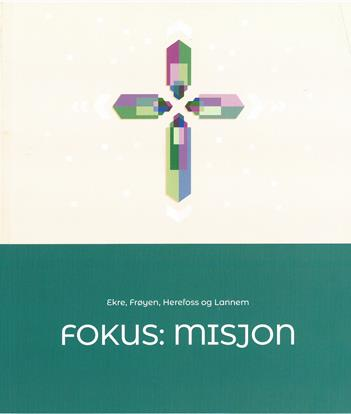 Ekre, Frøyen, Herefoss og Lannem
FOKUS: MISJON